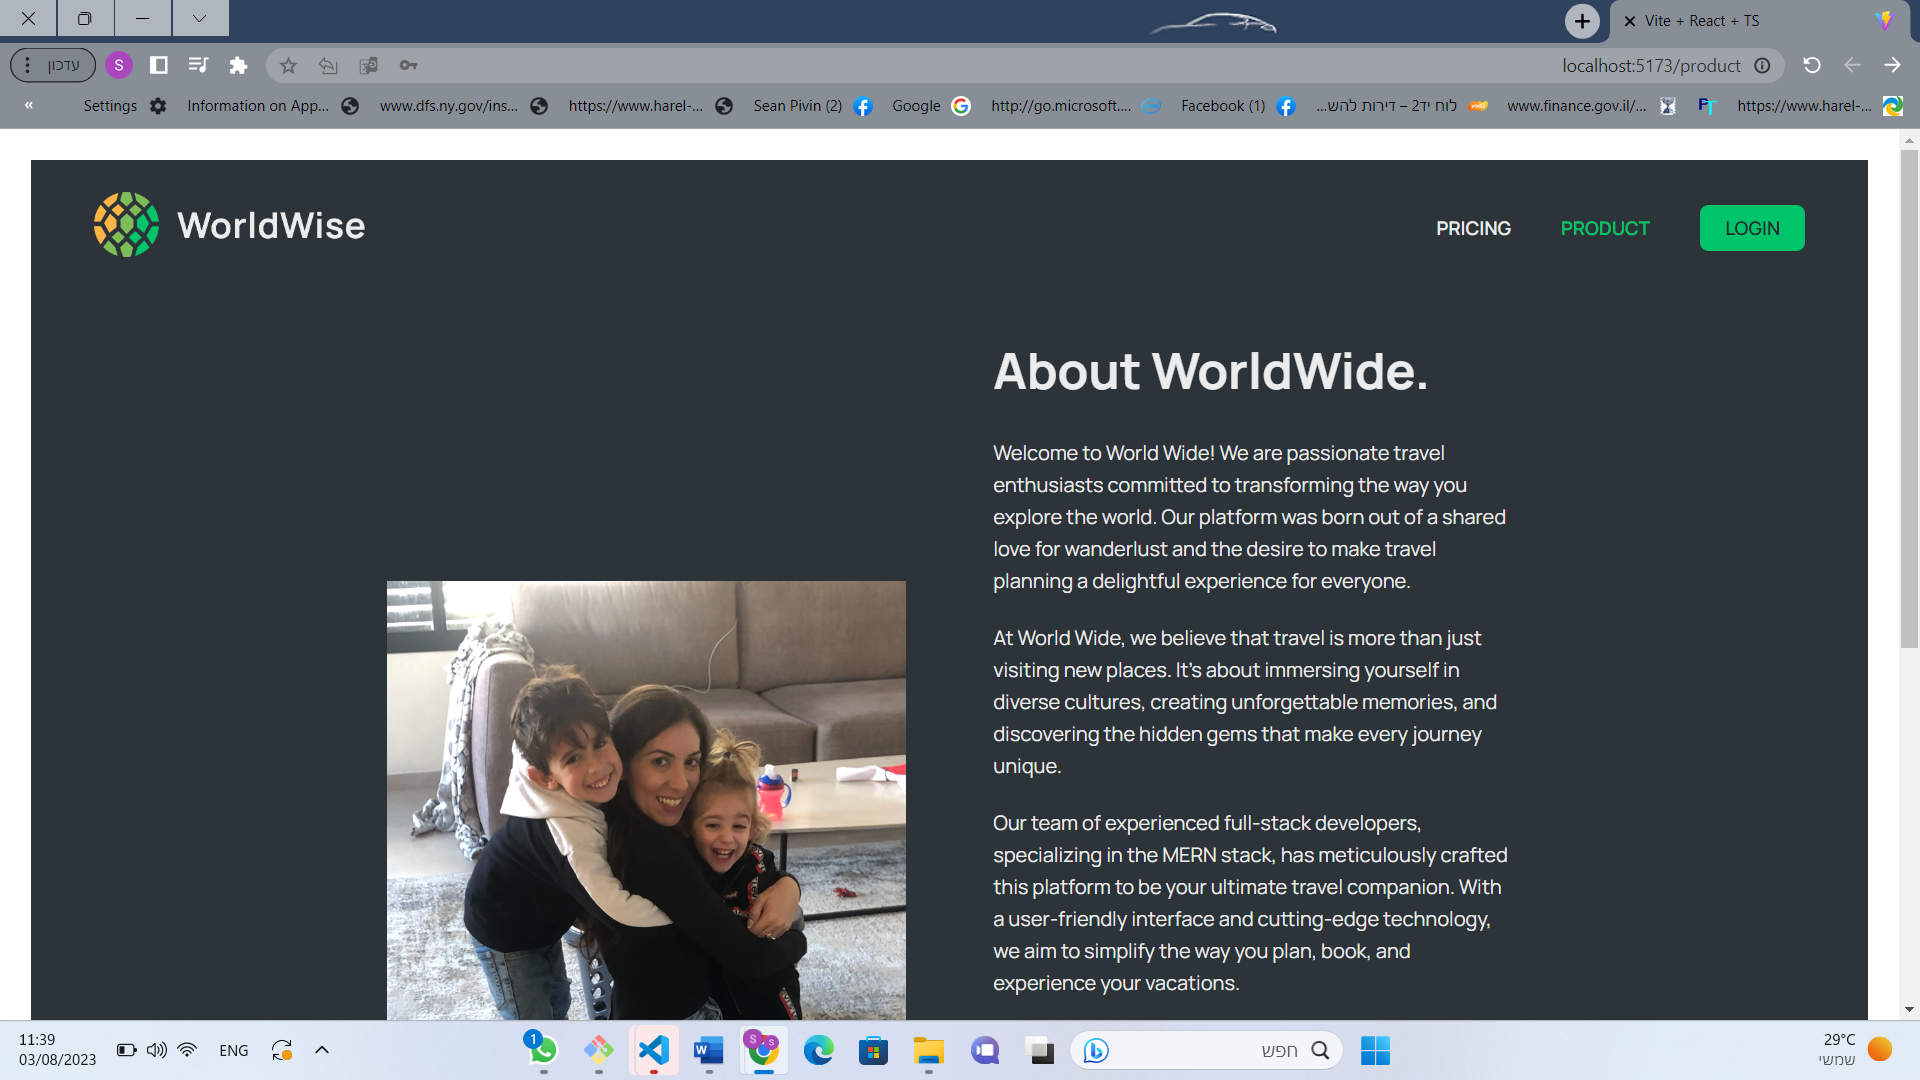 Vite + React + TS
עדכון
S
localhost:5173/product
«
Settings
Information on App...
www.dfs.ny.gov/ins...
https://www.harel-...
Sean Pivin (2)
Google
http://go.microsoft....
Facebook (1)
לוח יד2 – דירות להש...
www.finance.gov.il/...
PT
https://www.harel-...
WorldWise
PRICING
PRODUCT
LOGIN
About WorldWide.
Welcome to World Wide! We are passionate travel
enthusiasts committed to transforming the way you
explore the world. Our platform was born out of a shared
love for wanderlust and the desire to make travel
planning a delightful experience for everyone.
At World Wide, we believe that travel is more than just
visiting new places. It's about immersing yourself in
diverse cultures, creating unforgettable memories, and
discovering the hidden gems that make every journey
unique.
Our team of experienced full-stack developers,
specializing in the MERN stack, has meticulously crafted
this platform to be your ultimate travel companion. With
a user-friendly interface and cutting-edge technology,
we aim to simplify the way you plan, book, and
experience your vacations.
11:39
03/08/2023
ENG
1
חפש
29°C
שמשי